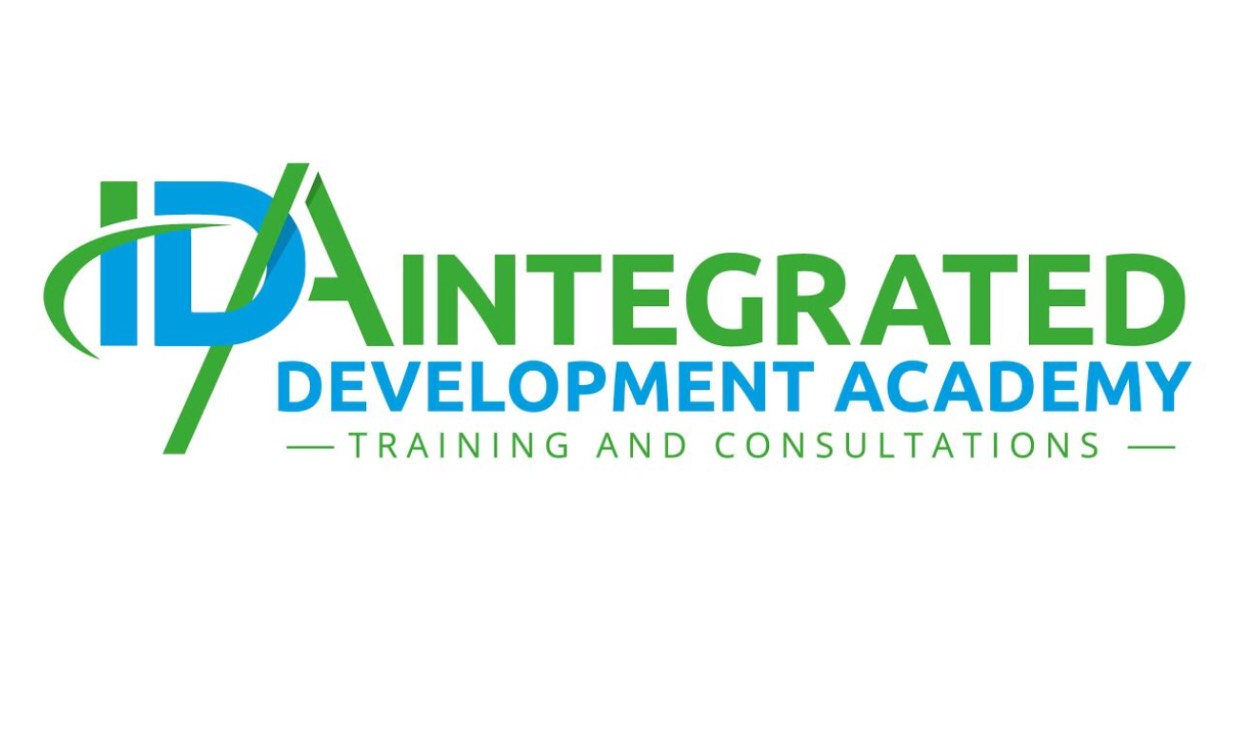 IDA
INTEGRATED
DEVELOPMENT ACADEMY
TRAINING AND CONSULTATIONS